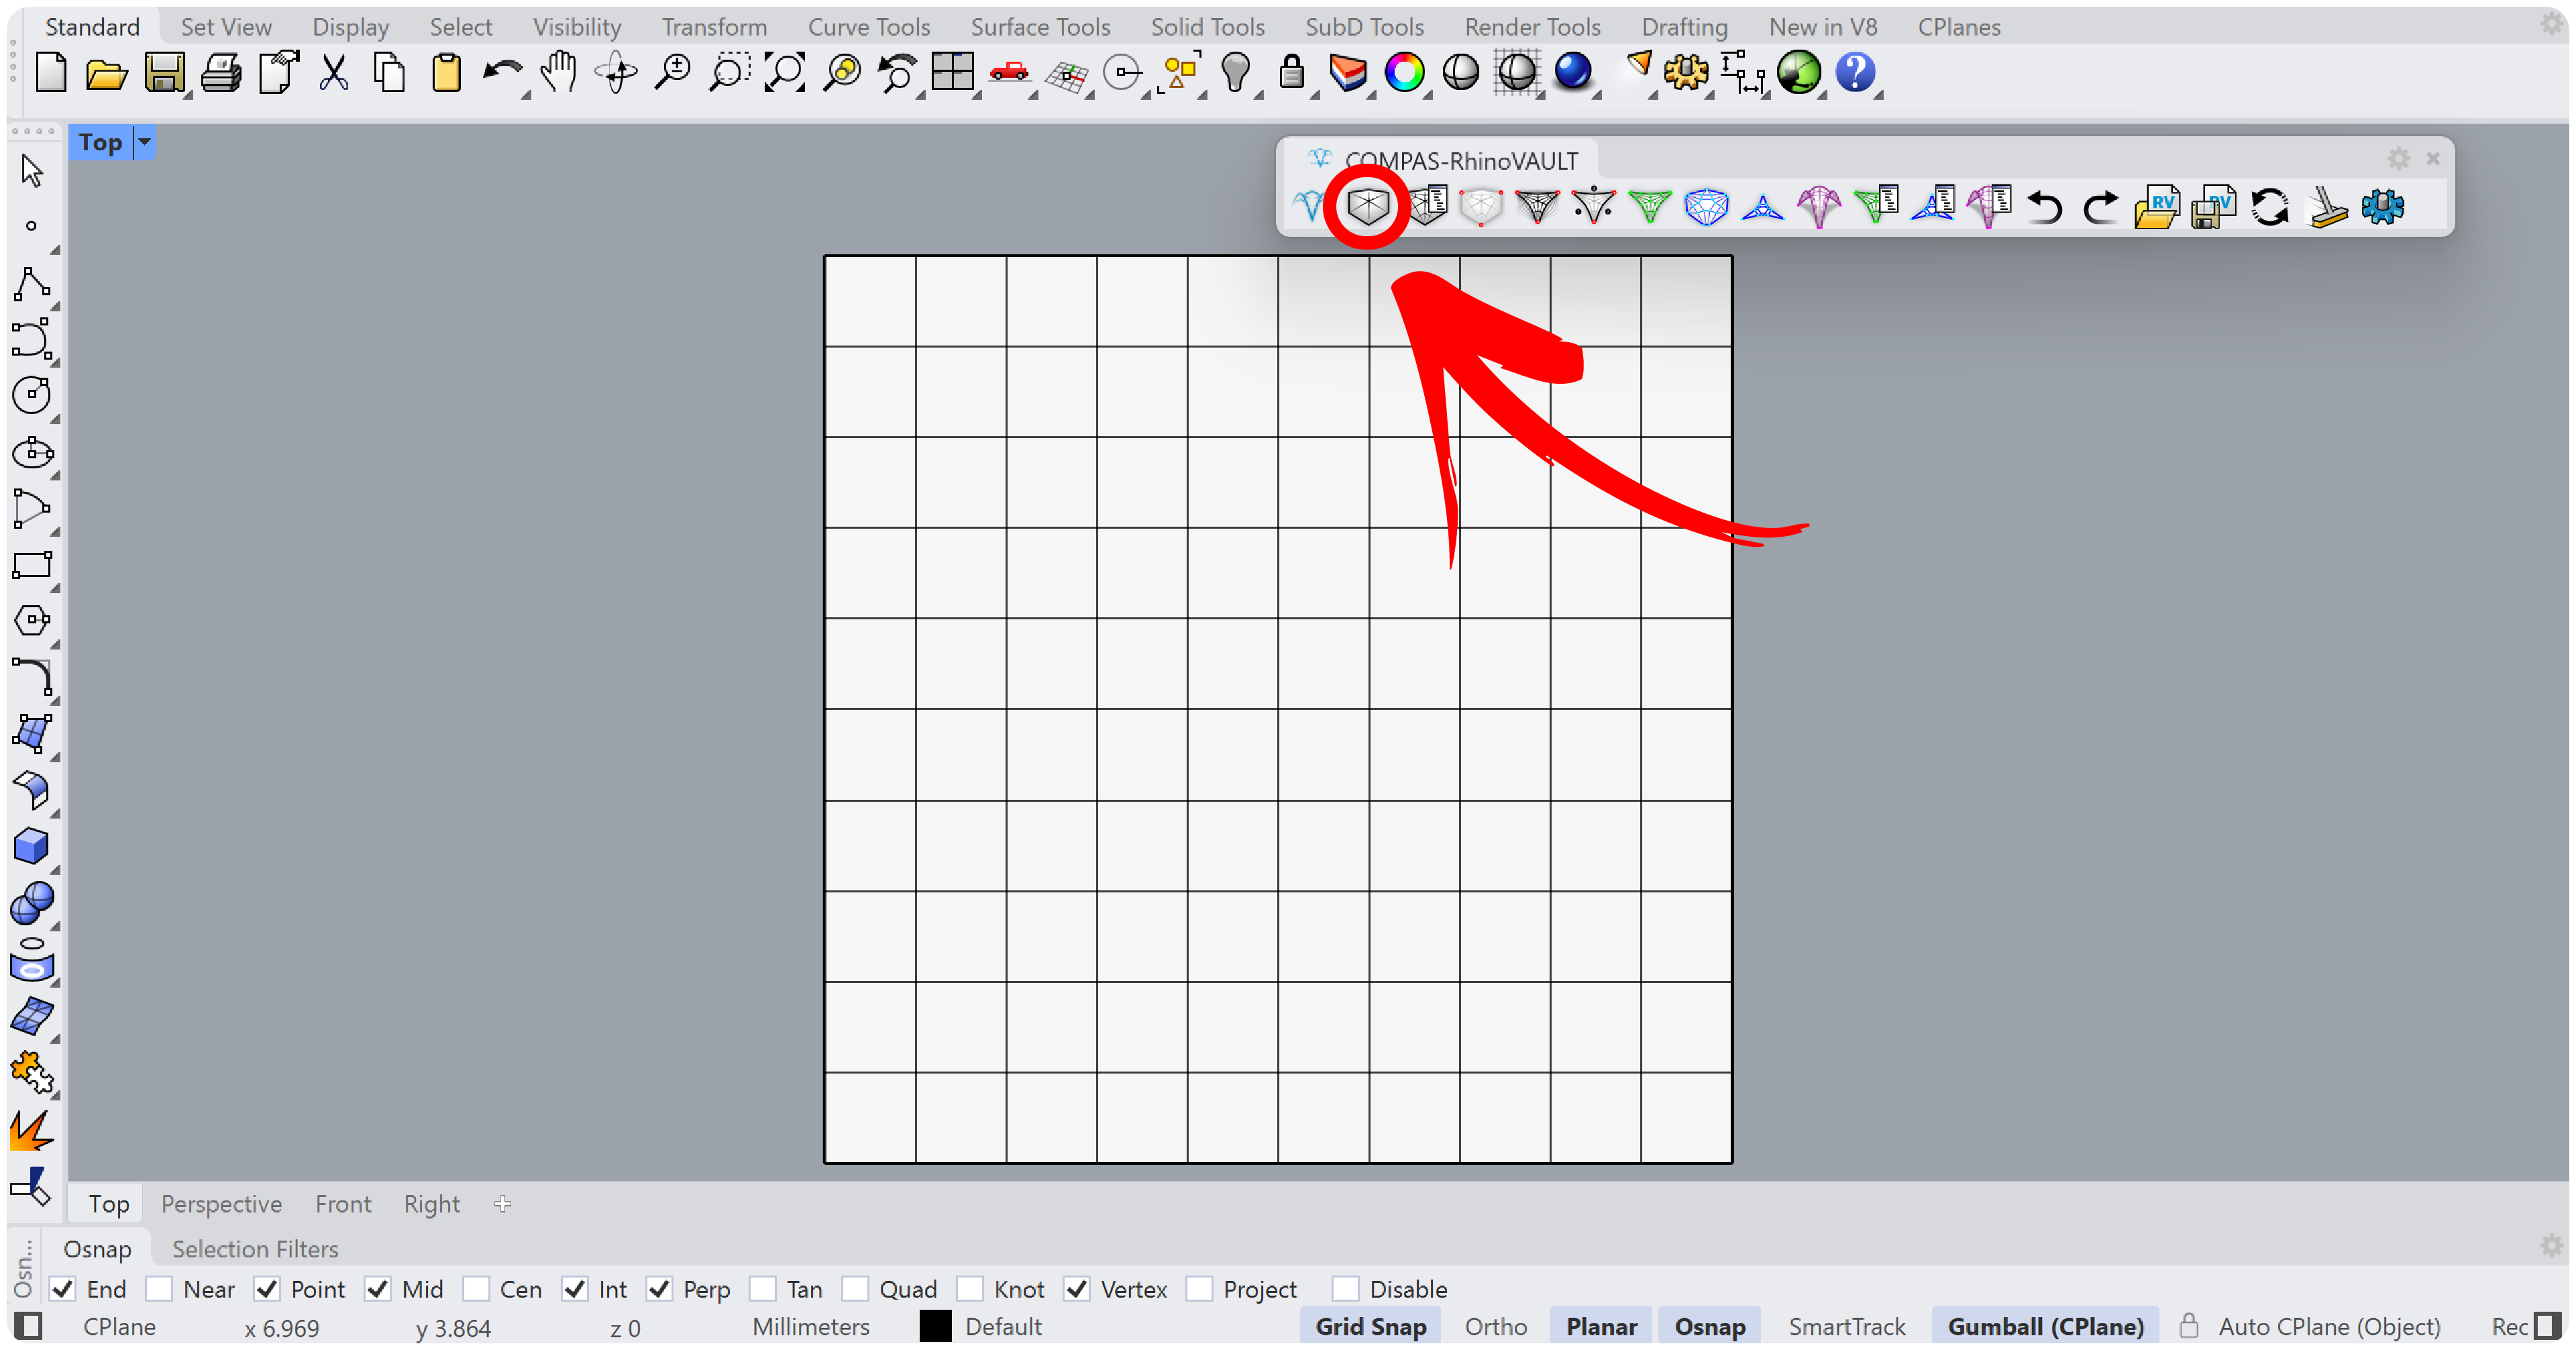 Standard Set View Display Select Visibility Transform Curve Tools Surface Tools Solid Tools SubD Tools Render Tools Drafting New in V8 CPlanes
Top
COMPAS-RhinoVAULT
RV RV
Top Perspective Front Right
Osn...
Osnap Selection Filters
End Near Point Mid Cen Int Perp Tan Quad Knot Vertex Project Disable
CPlane x 6.969 y 3.864 z 0 Millimeters Default Grid Snap Ortho Planar Osnap SmartTrack Gumball (CPlane) Auto CPlane (Object) Rec